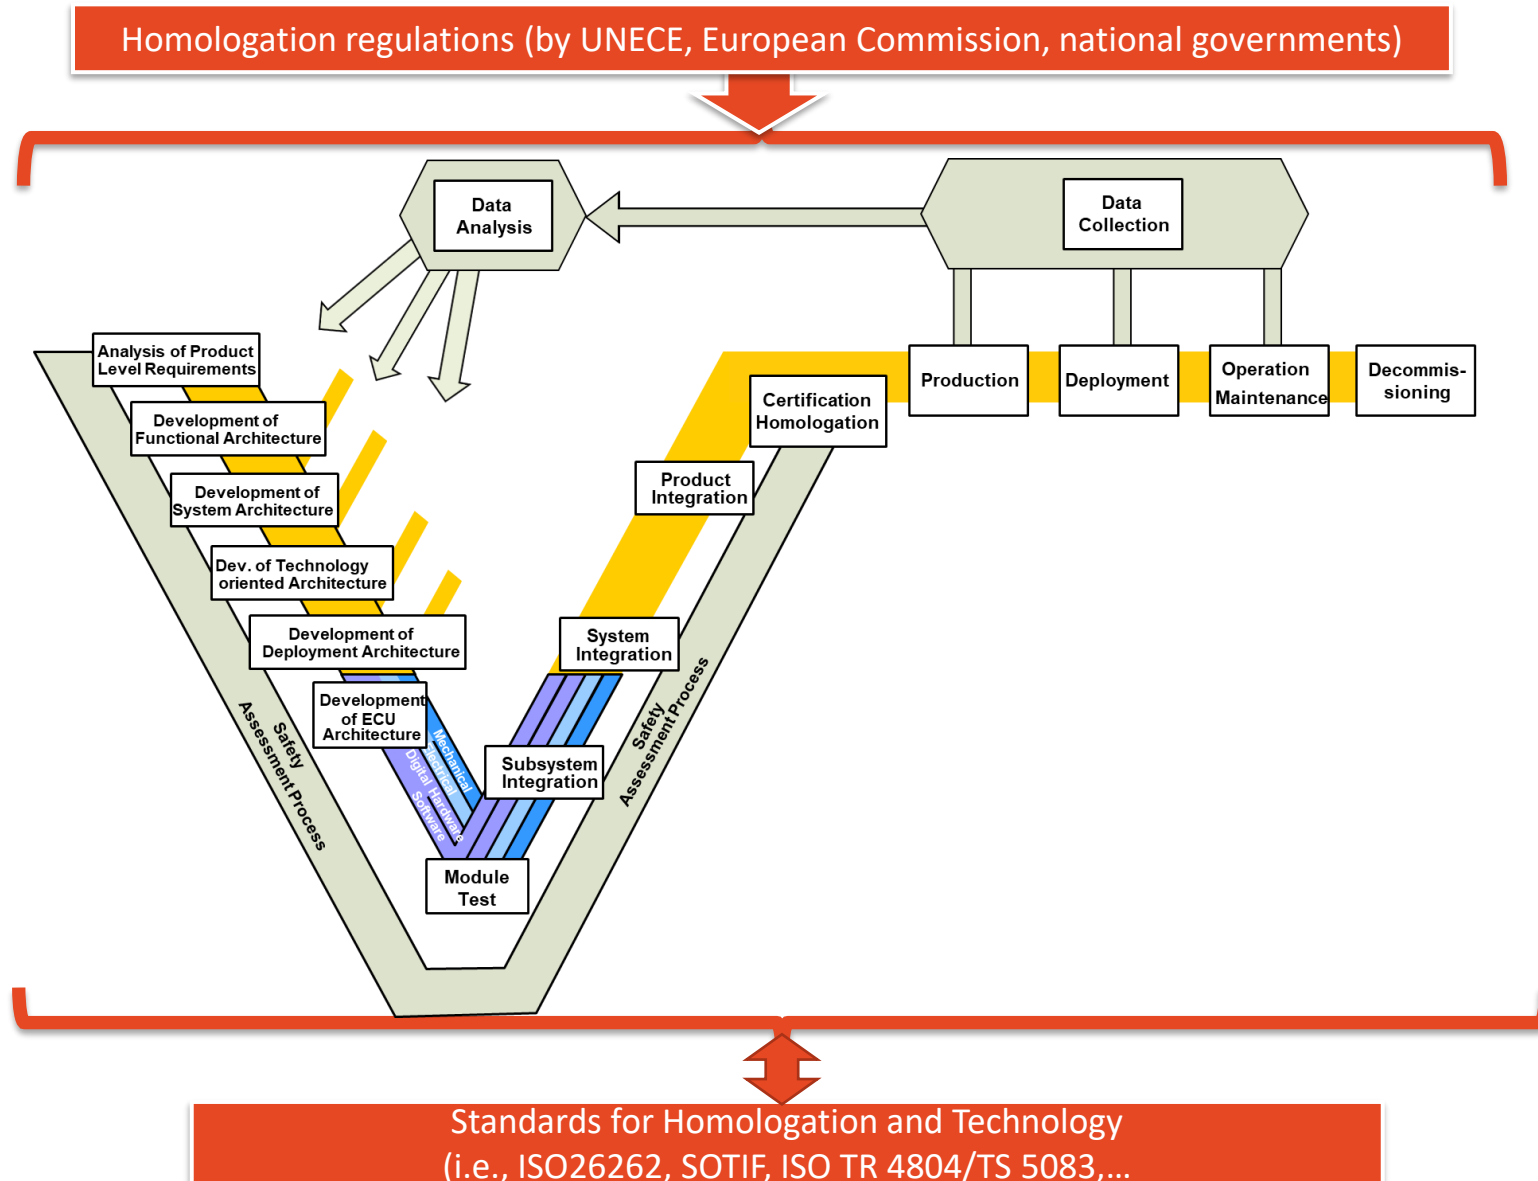 Homologation regulations (by UNECE, European Commission, national governments)
Data
Analysis
Data
Collection
Analysis of Product
Level Requirements
Development of
Functional Architecture
Development of
System Architecture
Dev. of Technology
oriented Architecture
Development of
Deployment Architecture
Development
of ECU
Architecture
Mechanical
Electrical
Digital Hardware
Software
Safety
Assessment Process
Module
Test
Subsystem
Integration
System
Integration
Safety
Assessment Process
Product
Integration
Certification
Homologation
Production
Deployment
Operation
Maintenance
Decommis-
sioning
Standards for Homologation and Technology
(i.e., ISO26262, SOTIF, ISO TR 4804/TS 5083,...